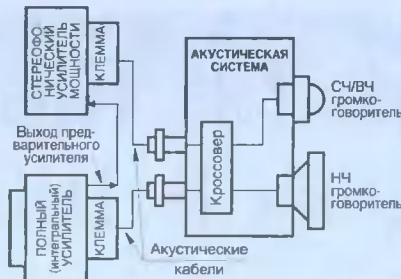 СТЕРЕОФО-
НИЧЕСКИЙ
УСИЛИТЕЛЬ
МОЩНОСТИ
КЛЕММА
АКУСТИЧЕСКАЯ
СИСТЕМА
СЧ/ВЧ
громко-
говоритель
Выход пред-
варительного
усилителя
Кроссовер
ПОЛНЫЙ
(интегральный)
УСИЛИТЕЛЬ
КЛЕММА
НЧ
громко-
говоритель
Акустические
кабели